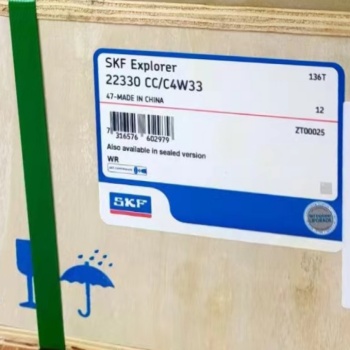 SKF Explorer
136T
22330 CC/C4W33
47-MADE IN CHINA
12
7 316576 602979
ZT0002S
Also available in sealed version
WR
SKF